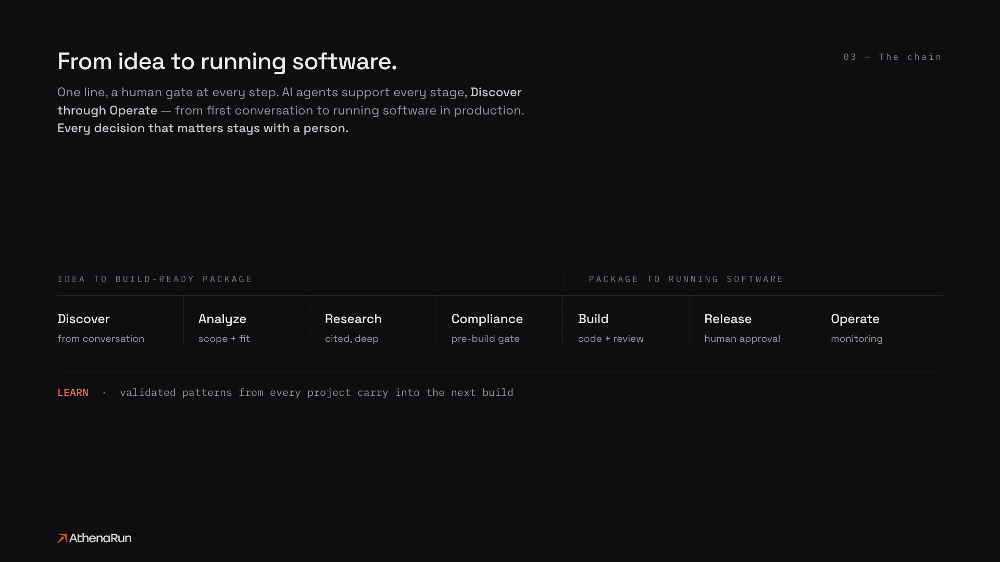 From idea to running software.
03 — The chain
One line, a human gate at every step. AI agents support every stage, Discover
through Operate — from first conversation to running software in production.
Every decision that matters stays with a person.
IDEA TO BUILD-READY PACKAGE
PACKAGE TO RUNNING SOFTWARE
Discover
from conversation
Analyze
scope + fit
Research
cited, deep
Compliance
pre-build gate
Build
code + review
Release
human approval
Operate
monitoring
LEARN · validated patterns from every project carry into the next build
AthenaRun